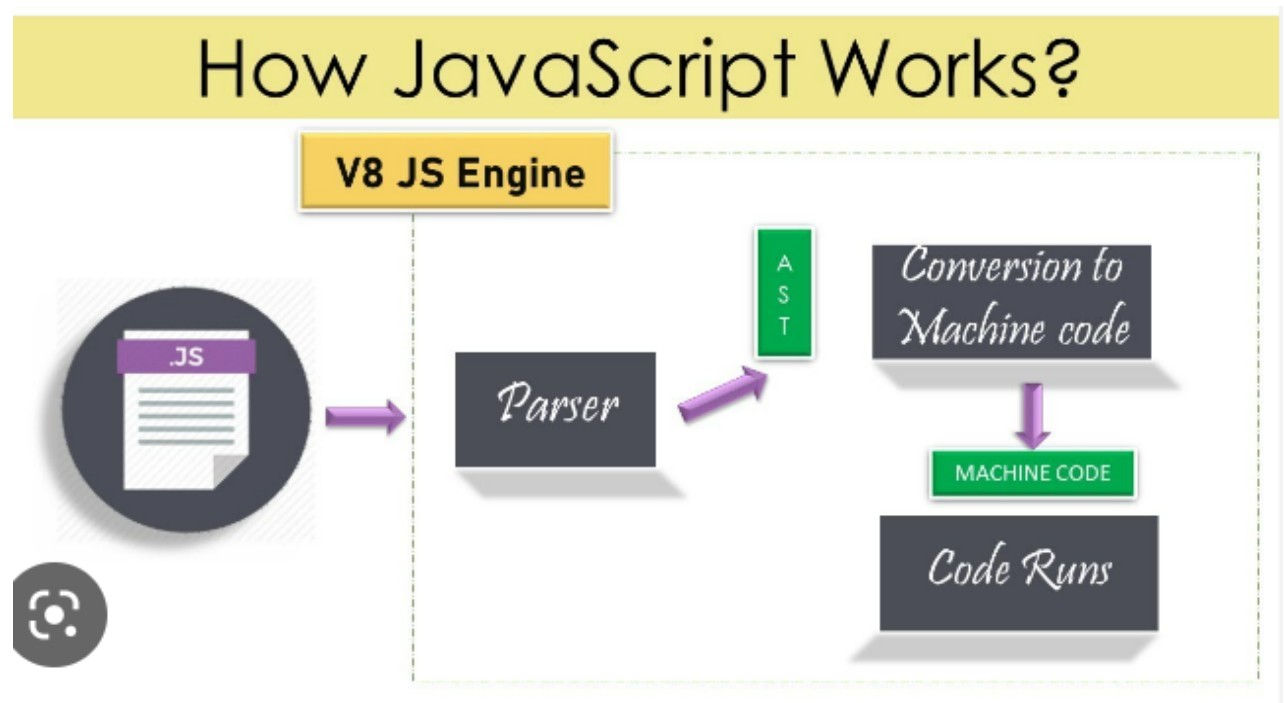 How JavaScript Works?
V8 JS Engine
.JS
Parser
A
S
T
Conversion to
Machine code
MACHINE CODE
Code Runs